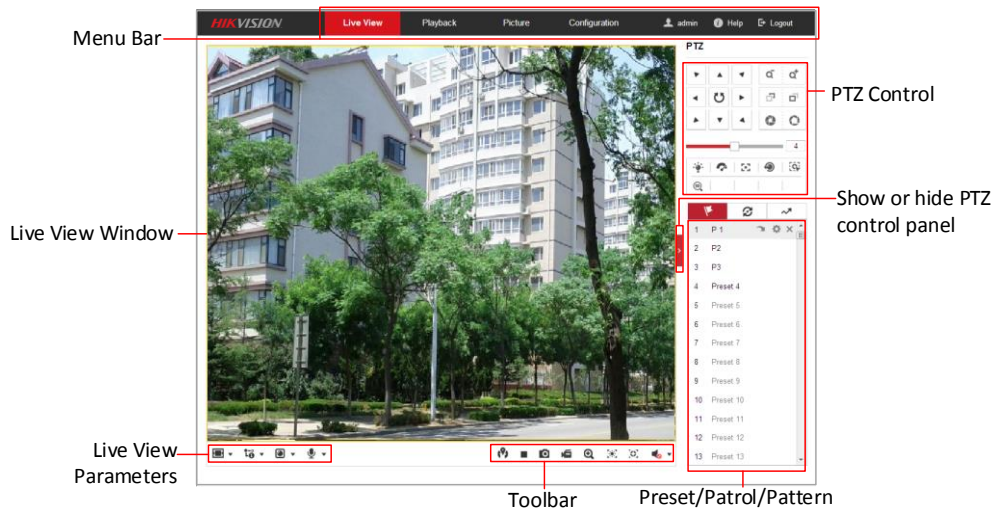 HIKVISION Live View Playback Picture Configuration admin Help Logout
Menu Bar
PTZ
PTZ Control
4
Show or hide PTZ
control panel
Live View Window
1 P 1
2 P2
3 P3
4 Preset 4
5 Preset 5
6 Preset 6
7 Preset 7
8 Preset 8
9 Preset 9
10 Preset 10
11 Preset 11
12 Preset 12
13 Preset 13
Live View
Parameters
Toolbar
Preset/Patrol/Pattern